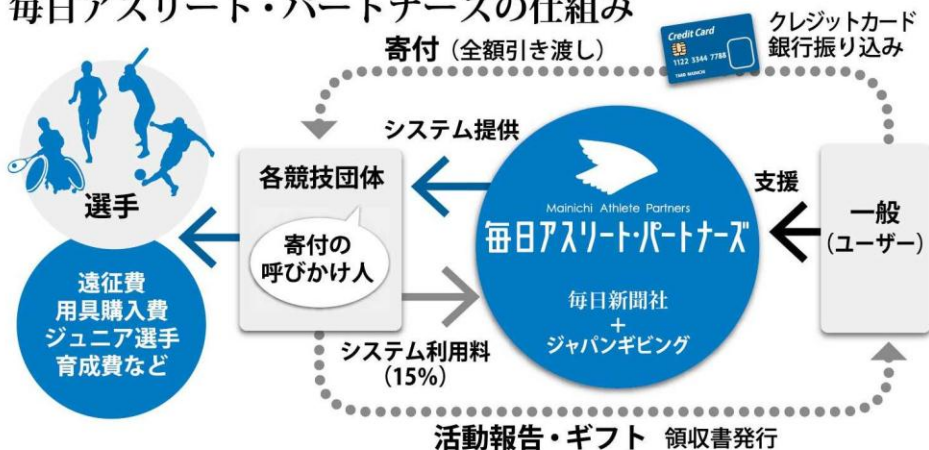 毎日アスリート・パートナーズの仕組み
クレジットカード
銀行振り込み
Credit Card
1122 3344 7788
TARO MAINICHI
寄付（全額引き渡し）
システム提供
選手
各競技団体
寄付の
呼びかけ人
Mainichi Athlete Partners
毎日アスリート・パートナーズ
毎日新聞社
+
ジャパンギビング
支援
一般
（ユーザー）
遠征費
用具購入費
ジュニア選手
育成費など
システム利用料
（15%）
活動報告・ギフト 領収書発行